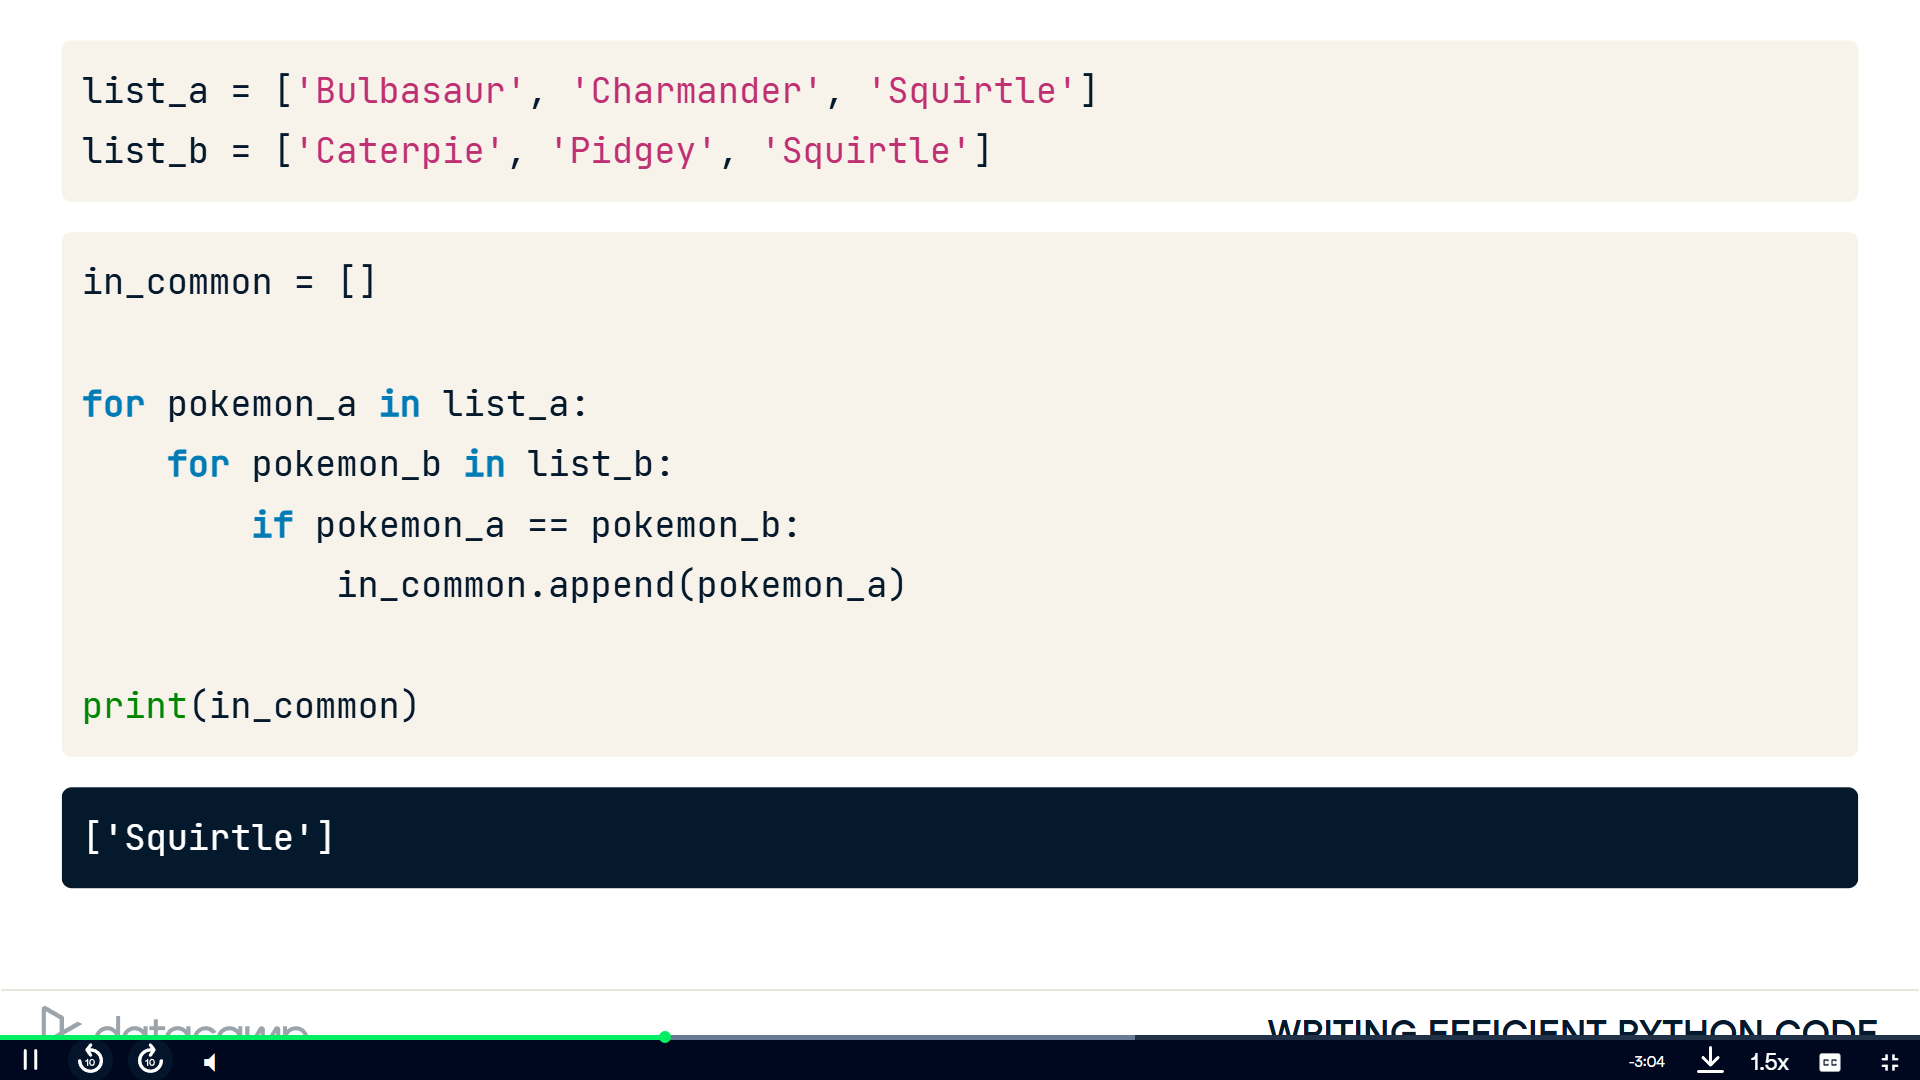 list_a = ['Bulbasaur', 'Charmander', 'Squirtle']
list_b = ['Caterpie', 'Pidgey', 'Squirtle']
in_common = []
for pokemon_a in list_a:
    for pokemon_b in list_b:
        if pokemon_a == pokemon_b:
            in_common.append(pokemon_a)
print(in_common)
['Squirtle']
datacamp
WRITING EFFICIENT PYTHON CODE
10
10
-3:04
1.5x
CC